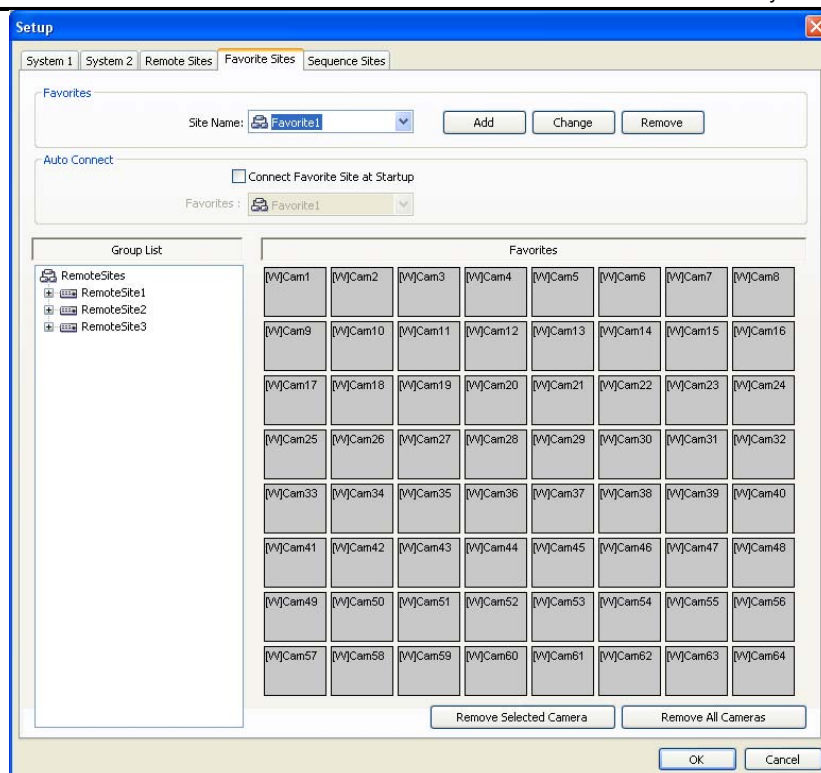 Setup
System 1 System 2 Remote Sites Favorite Sites Sequence Sites
Favorites
Site Name: Favorite1 Add Change Remove
Auto Connect
Connect Favorite Site at Startup
Favorites : Favorite1
Group List Favorites
RemoteSites
RemoteSite1
RemoteSite2
RemoteSite3
[W]Cam1 [W]Cam2 [W]Cam3 [W]Cam4 [W]Cam5 [W]Cam6 [W]Cam7 [W]Cam8
[W]Cam9 [W]Cam10 [W]Cam11 [W]Cam12 [W]Cam13 [W]Cam14 [W]Cam15 [W]Cam16
[W]Cam17 [W]Cam18 [W]Cam19 [W]Cam20 [W]Cam21 [W]Cam22 [W]Cam23 [W]Cam24
[W]Cam25 [W]Cam26 [W]Cam27 [W]Cam28 [W]Cam29 [W]Cam30 [W]Cam31 [W]Cam32
[W]Cam33 [W]Cam34 [W]Cam35 [W]Cam36 [W]Cam37 [W]Cam38 [W]Cam39 [W]Cam40
[W]Cam41 [W]Cam42 [W]Cam43 [W]Cam44 [W]Cam45 [W]Cam46 [W]Cam47 [W]Cam48
[W]Cam49 [W]Cam50 [W]Cam51 [W]Cam52 [W]Cam53 [W]Cam54 [W]Cam55 [W]Cam56
[W]Cam57 [W]Cam58 [W]Cam59 [W]Cam60 [W]Cam61 [W]Cam62 [W]Cam63 [W]Cam64
Remove Selected Camera Remove All Cameras
OK Cancel